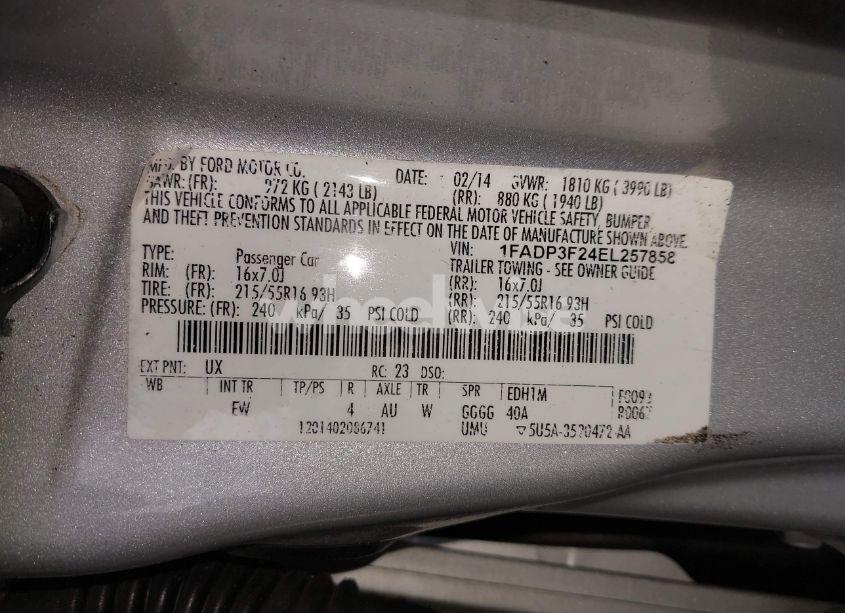 MFD. BY FORD MOTOR CO. DATE: 02/14 GVWR: 1810 KG ( 3990 LB)
GAWR: (FR): 972 KG ( 2143 LB) (RR): 880 KG ( 1940 LB)
THIS VEHICLE CONFORMS TO ALL APPLICABLE FEDERAL MOTOR VEHICLE SAFETY, BUMPER,
AND THEFT PREVENTION STANDARDS IN EFFECT ON THE DATE OF MANUFACTURE SHOWN ABOVE.
VIN: 1FADP3F24EL257858
TYPE: Passenger Car TRAILER TOWING - SEE OWNER GUIDE
RIM: (FR): 16x7.0J (RR): 16x7.0J
TIRE: (FR): 215/55R16 93H (RR): 215/55R16 93H
PRESSURE: (FR): 240 kPa/ 35 PSI COLD (RR): 240 kPa/ 35 PSI COLD
EXT PNT: UX RC: 23 DSO:
WB INT TR TP/PS R AXLE TR SPR EDH1M
FW 4 AU W GGGG 40A
UMU